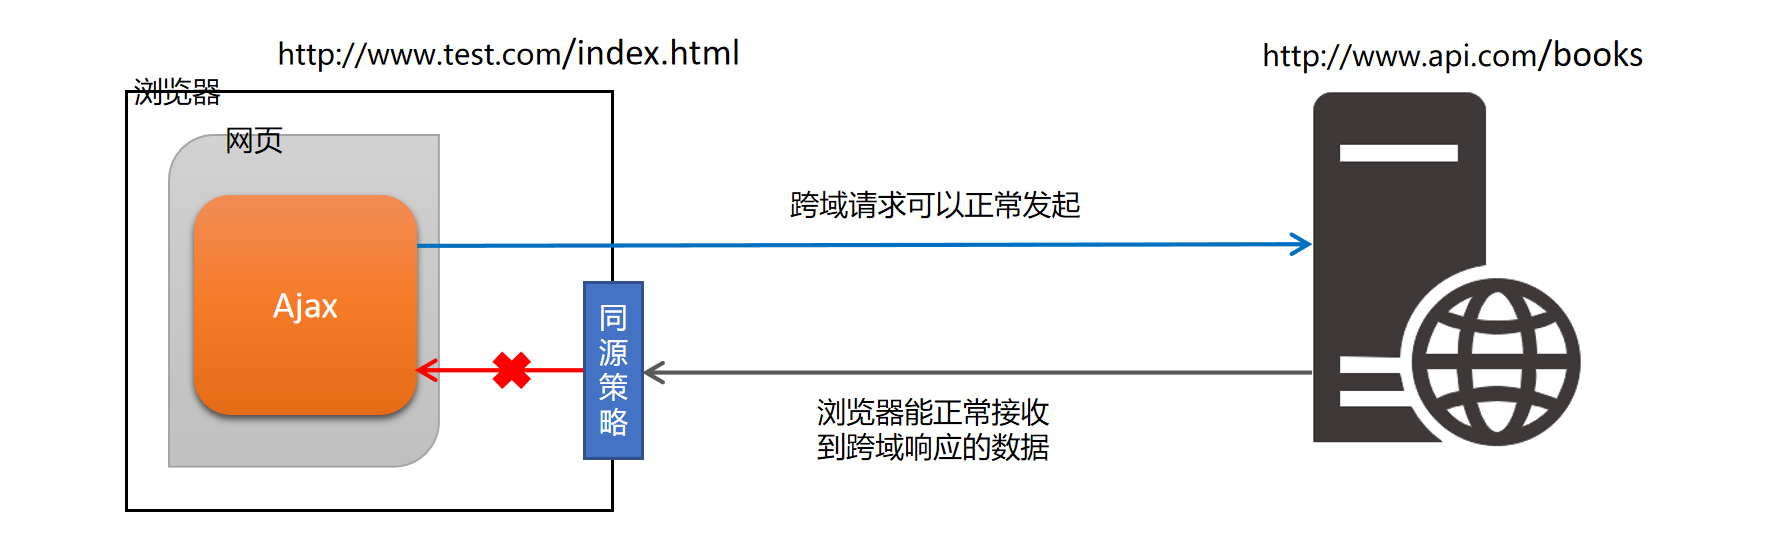 http://www.test.com/index.html
http://www.api.com/books
浏览器
网页
跨域请求可以正常发起
Ajax
同
源
策
略
浏览器能正常接收
到跨域响应的数据